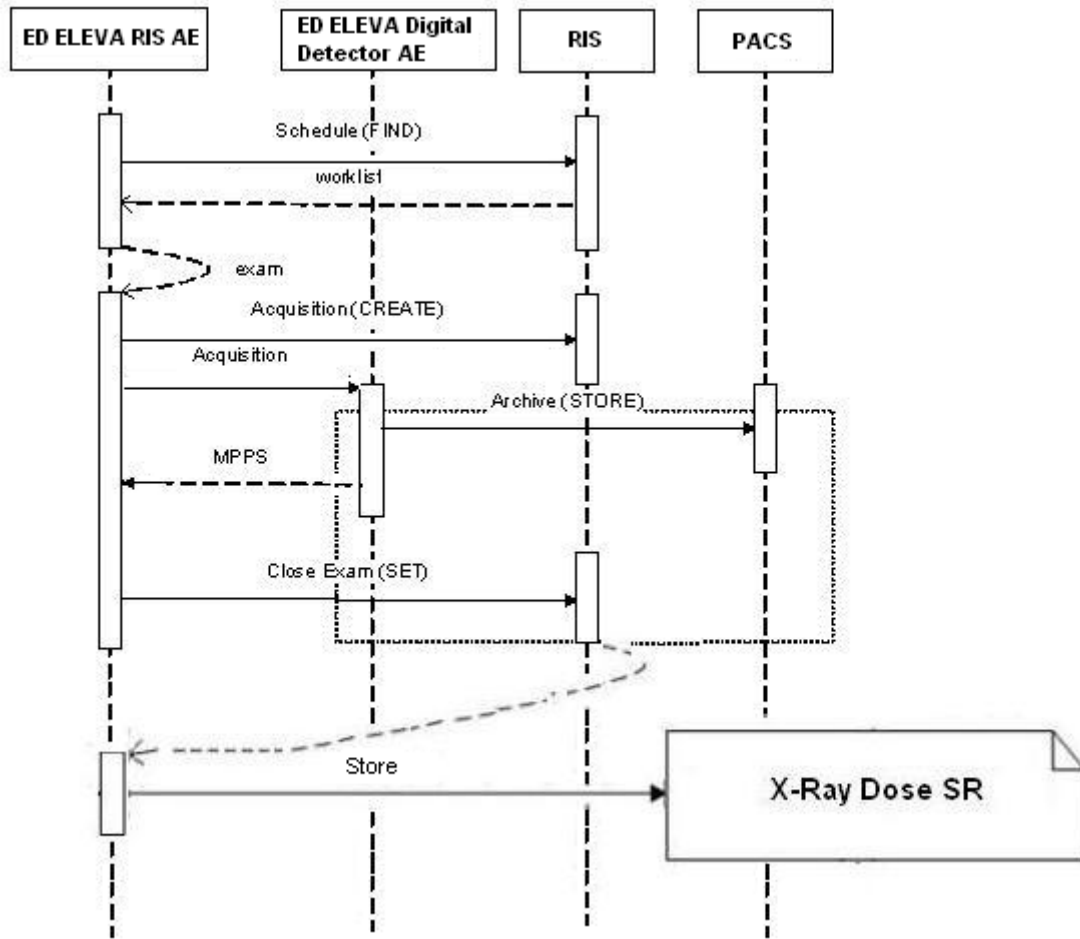 ED ELEVA RIS AE
ED ELEVA Digital
Detector AE
RIS
PACS
Schedule (FIND)
worklist
exam
Acquisition (CREATE)
Acquisition
Archive (STORE)
MPPS
Close Exam (SET)
Store
X-Ray Dose SR